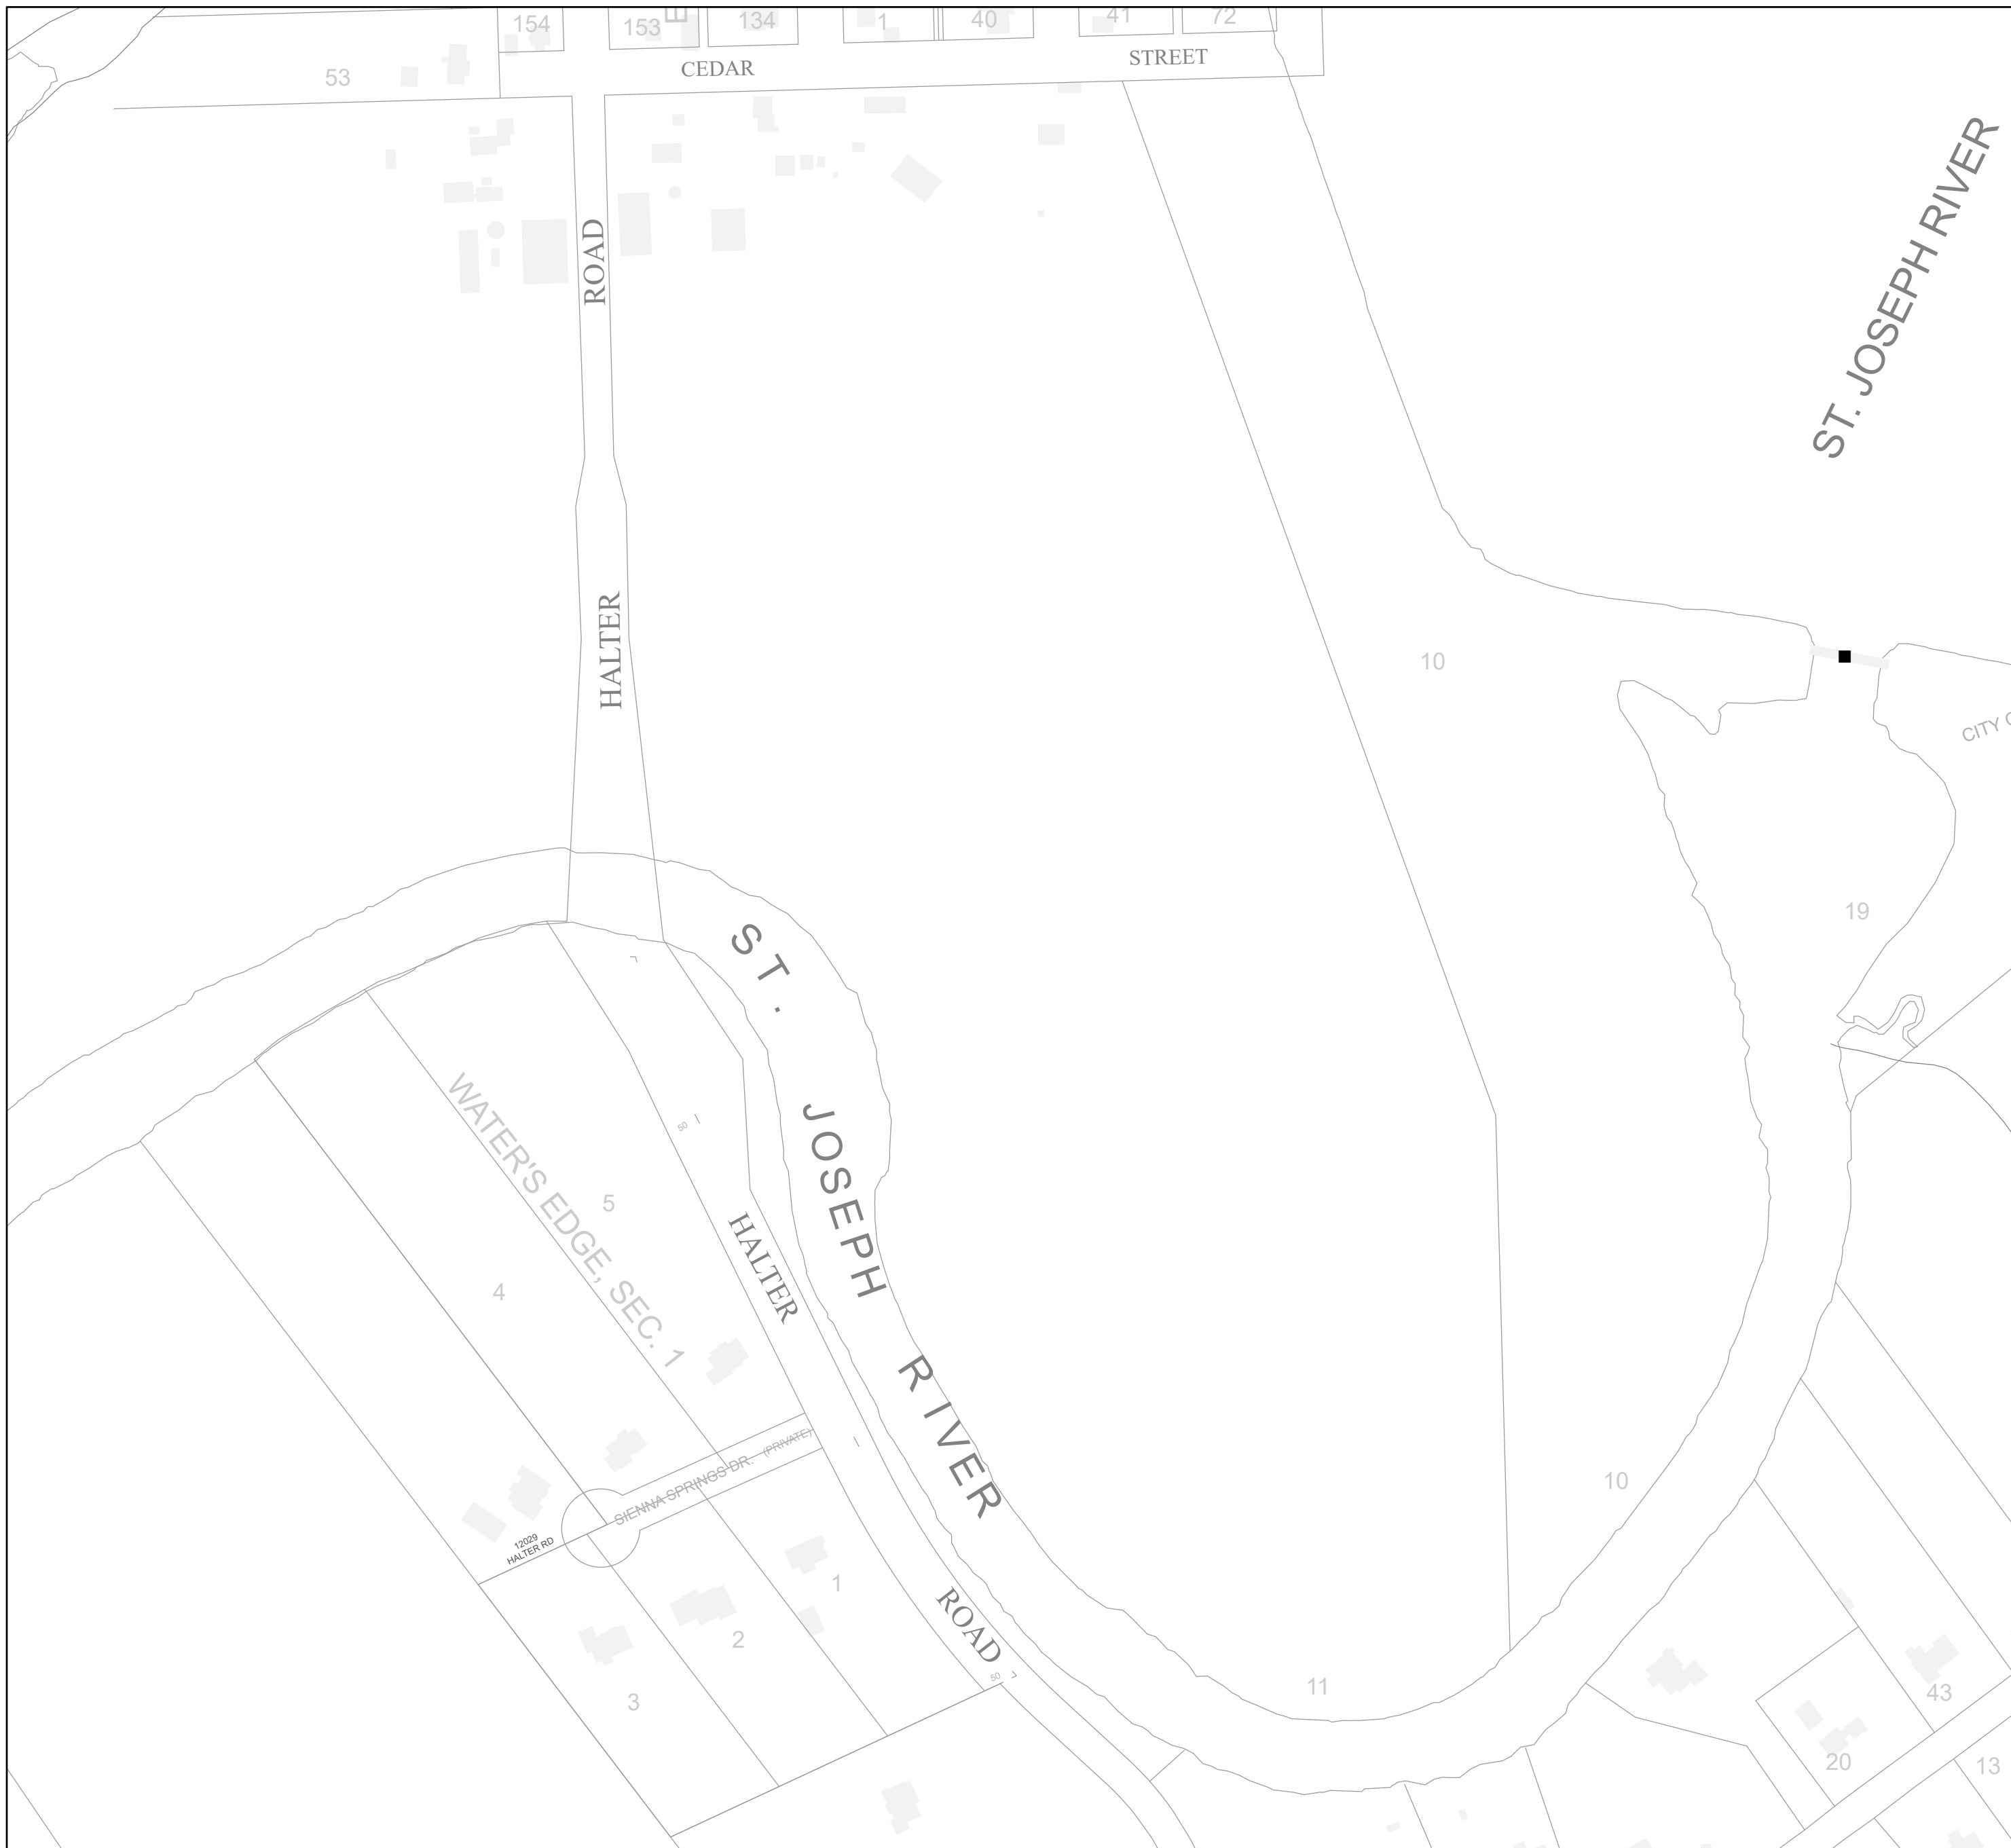 154
153
134
1
40
41
72
53
CEDAR
STREET
ROAD
HALTER
ST. JOSEPH RIVER
10
CITY
19
ST. JOSEPH RIVER
WATER'S EDGE, SEC. 1
50
5
4
HALTER
SIENNA SPRINGS DR. (PRIVATE)
12029
HALTER RD
10
1
2
3
ROAD
50
11
43
20
13